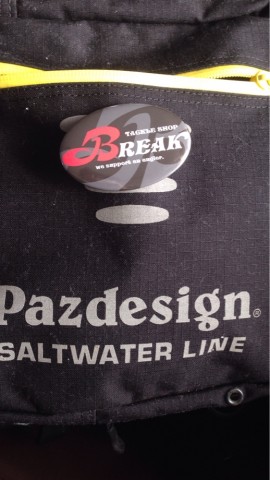 TACKLE SHOP
BREAK
we support an angler.
Pazdesign®
SALTWATER LINE